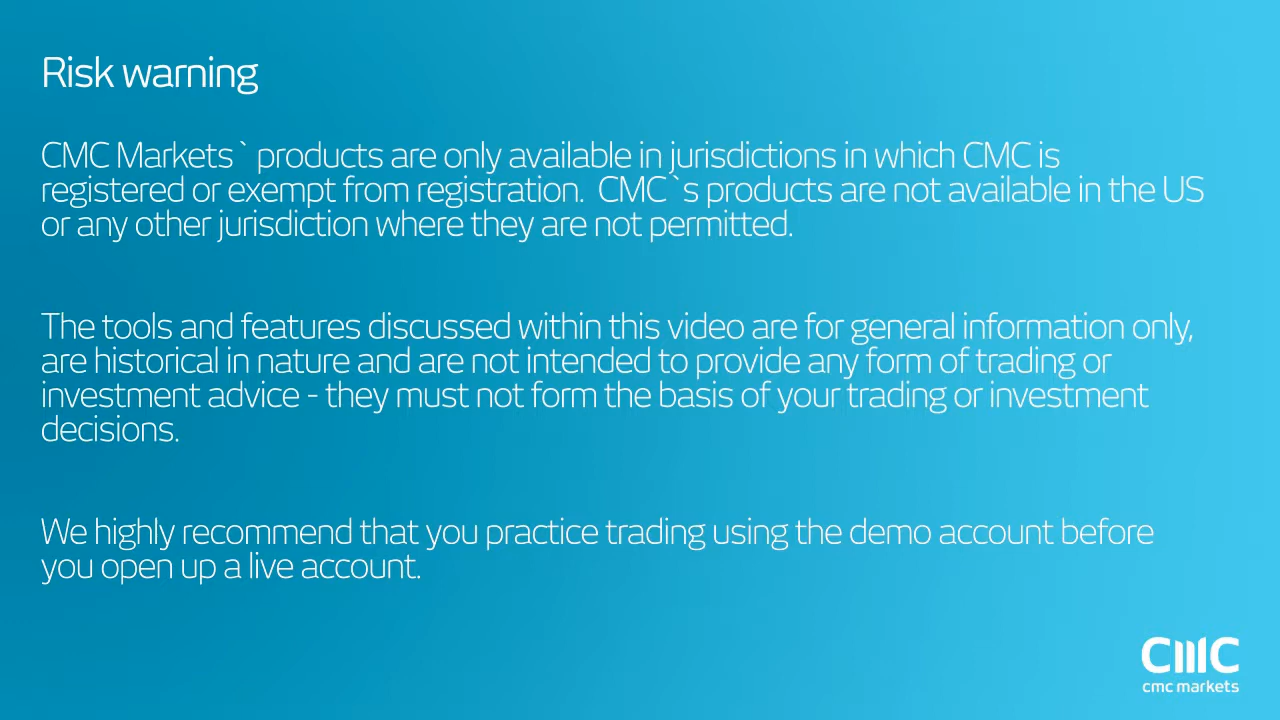 Risk warning
CMC Markets` products are only available in jurisdictions in which CMC is
registered or exempt from registration.  CMC`s products are not available in the US
or any other jurisdiction where they are not permitted.
The tools and features discussed within this video are for general information only,
are historical in nature and are not intended to provide any form of trading or
investment advice - they must not form the basis of your trading or investment
decisions.
We highly recommend that you practice trading using the demo account before
you open up a live account.
CMC
cmc markets